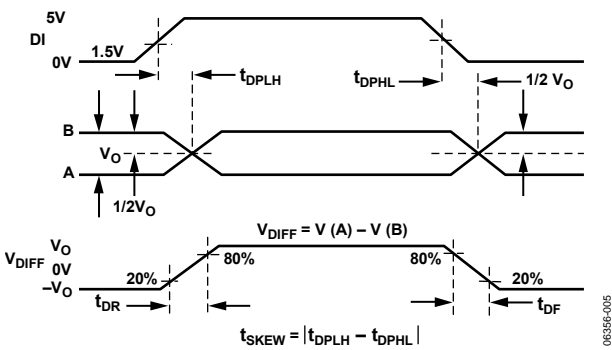 5V
DI
1.5V
0V
tDPLH
tDPHL
1/2 VO
B
VO
A
1/2VO
VDIFF = V (A) – V (B)
VO
VDIFF
0V
–VO
20%
80%
80%
20%
tDR
tDF
tSKEW = |tDPLH – tDPHL|
06356-005